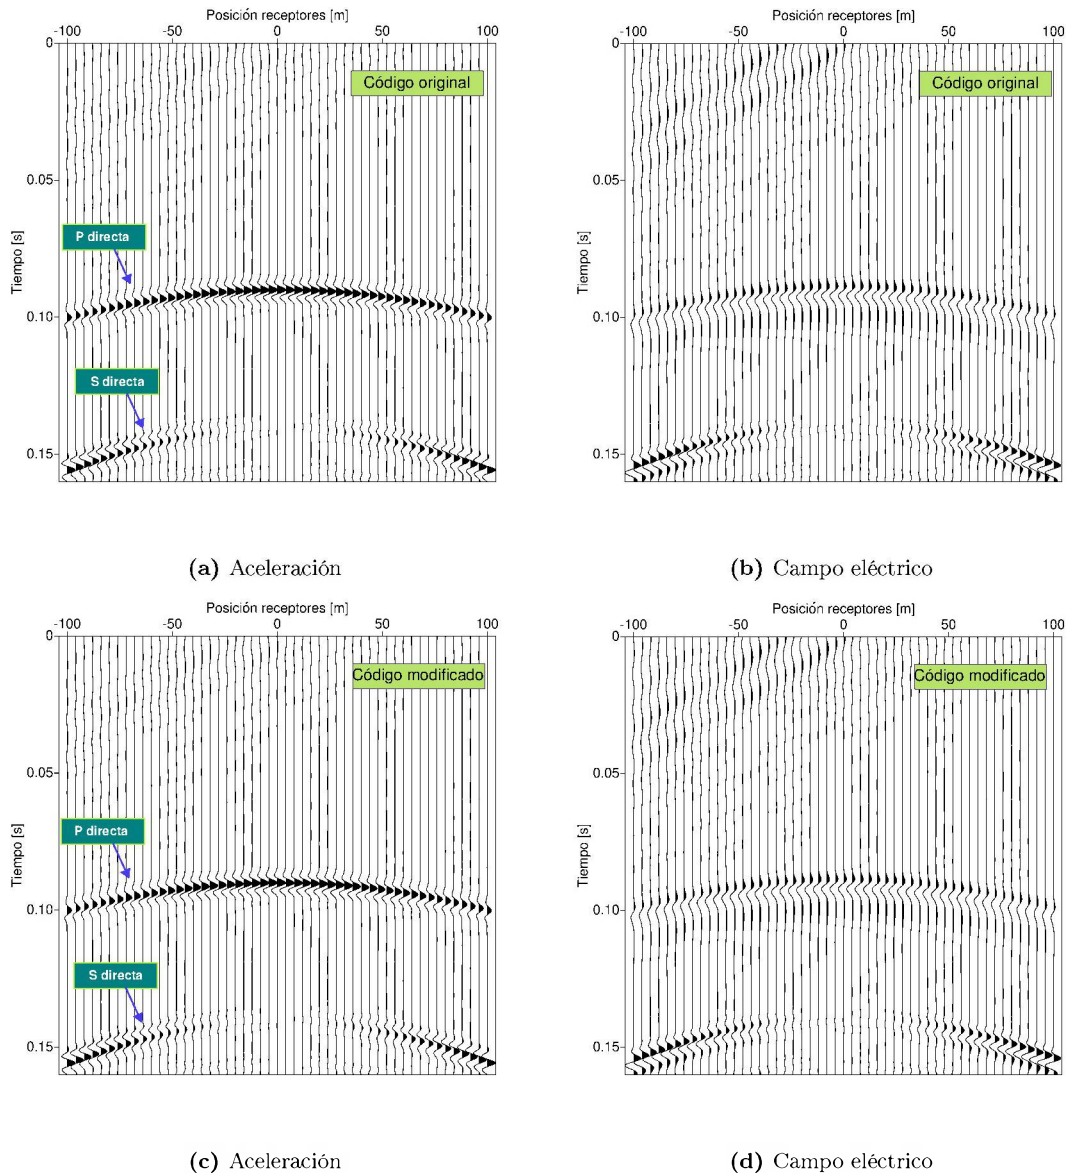 Posición receptores [m]
-100 -50 0 50 100
0
Código original
0.05
P directa
Tiempo [s]
0.10
S directa
0.15
(a) Aceleración
Posición receptores [m]
-100 -50 0 50 100
0
Código original
0.05
Tiempo [s]
0.10
0.15
(b) Campo eléctrico
Posición receptores [m]
-100 -50 0 50 100
0
Código modificado
0.05
P directa
Tiempo [s]
0.10
S directa
0.15
(c) Aceleración
Posición receptores [m]
-100 -50 0 50 100
0
Código modificado
0.05
Tiempo [s]
0.10
0.15
(d) Campo eléctrico